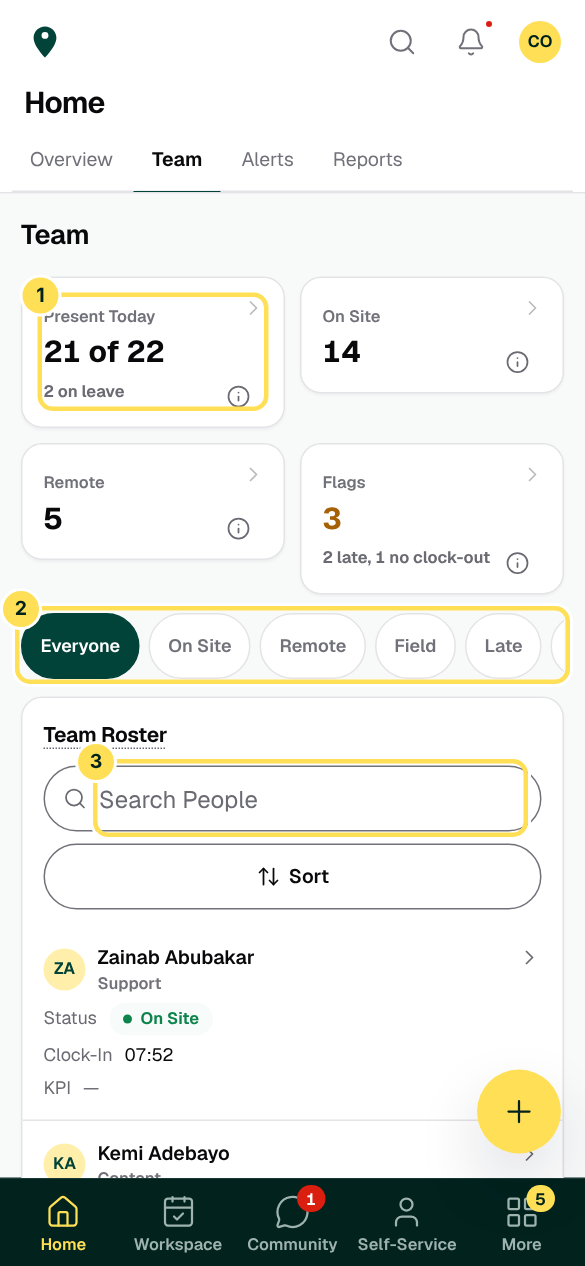 CO
Home
Overview Team Alerts Reports
Team
1
Present Today
21 of 22
2 on leave
On Site
14
Remote
5
Flags
3
2 late, 1 no clock-out
2
Everyone On Site Remote Field Late
Team Roster
3
Search People
Sort
ZA Zainab Abubakar
Support
Status On Site
Clock-In 07:52
KPI —
KA Kemi Adebayo
Content
1 5
Home Workspace Community Self-Service More